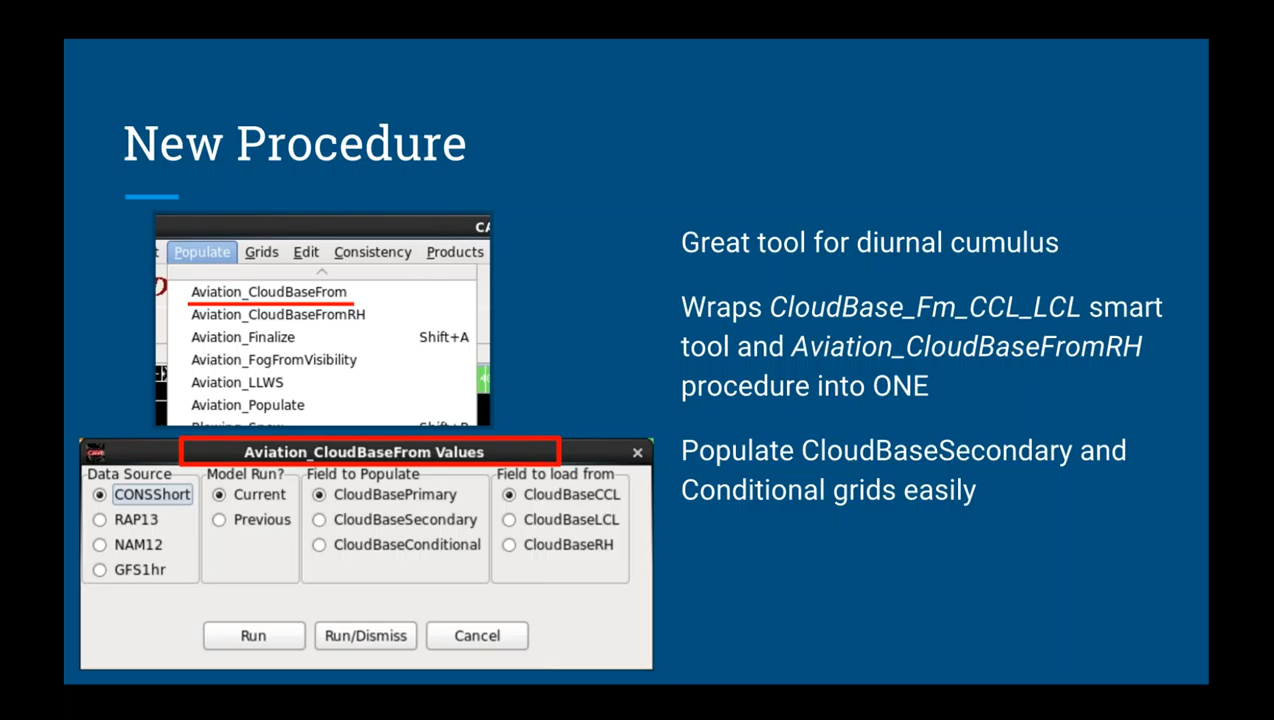 New Procedure
CA
t Populate Grids Edit Consistency Products
Aviation_CloudBaseFrom
Aviation_CloudBaseFromRH
Aviation_Finalize Shift+A
Aviation_FogFromVisibility
Aviation_LLWS
Aviation_Populate
Aviation_CloudBaseFrom Values
Data Source Model Run? Field to Populate Field to load from
CONSShort Current CloudBasePrimary CloudBaseCCL
RAP13 Previous CloudBaseSecondary CloudBaseLCL
NAM12 CloudBaseConditional CloudBaseRH
GFS1hr
Run Run/Dismiss Cancel
Great tool for diurnal cumulus
Wraps CloudBase_Fm_CCL_LCL smart
tool and Aviation_CloudBaseFromRH
procedure into ONE
Populate CloudBaseSecondary and
Conditional grids easily